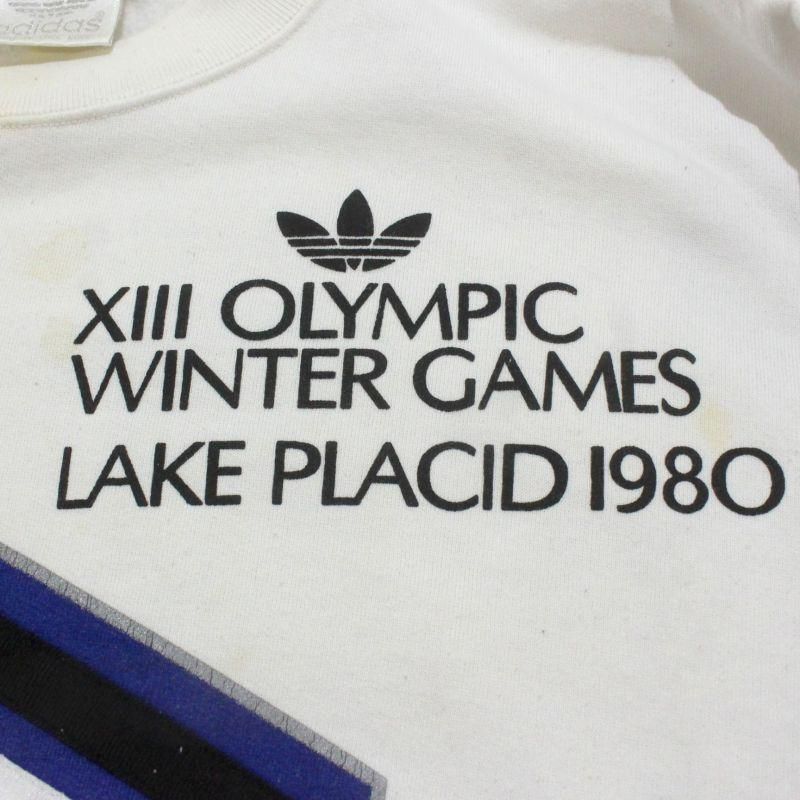 adidas
XIII OLYMPIC
WINTER GAMES
LAKE PLACID 1980